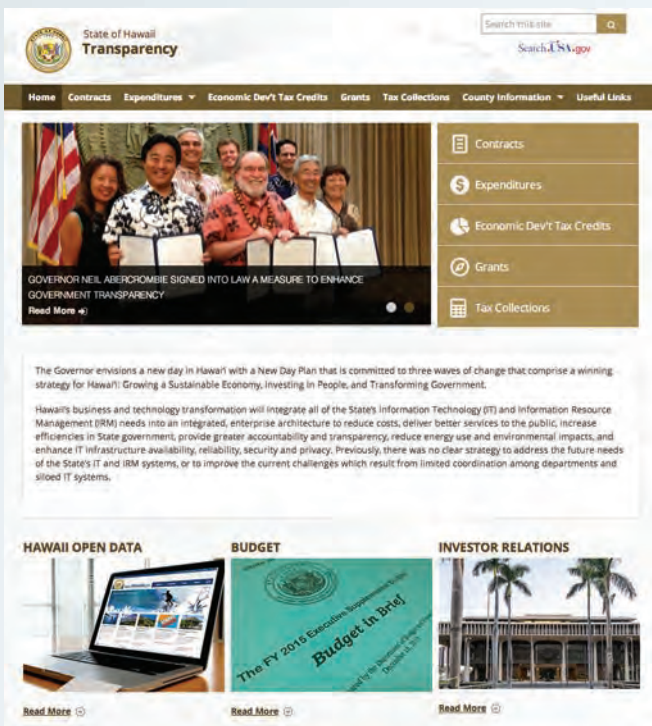 State of Hawaii
Transparency
Search this site
Search.USA.gov
Home Contracts Expenditures Economic Dev't Tax Credits Grants Tax Collections County Information Useful Links
GOVERNOR NEIL ABERCROMBIE SIGNED INTO LAW A MEASURE TO ENHANCE
GOVERNMENT TRANSPARENCY
Read More
Contracts
Expenditures
Economic Dev't Tax Credits
Grants
Tax Collections
The Governor envisions a new day in Hawai‘i with a New Day Plan that is committed to three waves of change that comprise a winning
strategy for Hawai‘i: Growing a Sustainable Economy, Investing in People, and Transforming Government.
Hawaii's business and technology transformation will integrate all of the State's Information Technology (IT) and Information Resource
Management (IRM) needs into an integrated, enterprise architecture to reduce costs, deliver better services to the public, increase
efficiencies in State government, provide greater accountability and transparency, reduce energy use and environmental impacts, and
enhance IT infrastructure availability, reliability, security and privacy. Previously, there was no clear strategy to address the future needs
of the State's IT and IRM systems, or to improve the current challenges which result from limited coordination among departments and
siloed IT systems.
HAWAII OPEN DATA
BUDGET
INVESTOR RELATIONS
The FY 2015 Executive Supplemental Budget
Budget in Brief
Read More
Read More
Read More